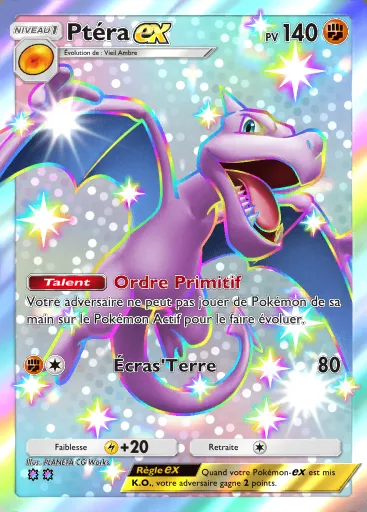 NIVEAU 1 Ptéra ex PV 140
Évolution de : Vieil Ambre
Talent Ordre Primitif
Votre adversaire ne peut pas jouer de Pokémon de sa
main sur le Pokémon Actif pour le faire évoluer.
Écras'Terre 80
Faiblesse +20 Retraite
Illus. PLANETA CG Works
Règle ex Quand votre Pokémon-ex est mis
K.O., votre adversaire gagne 2 points.